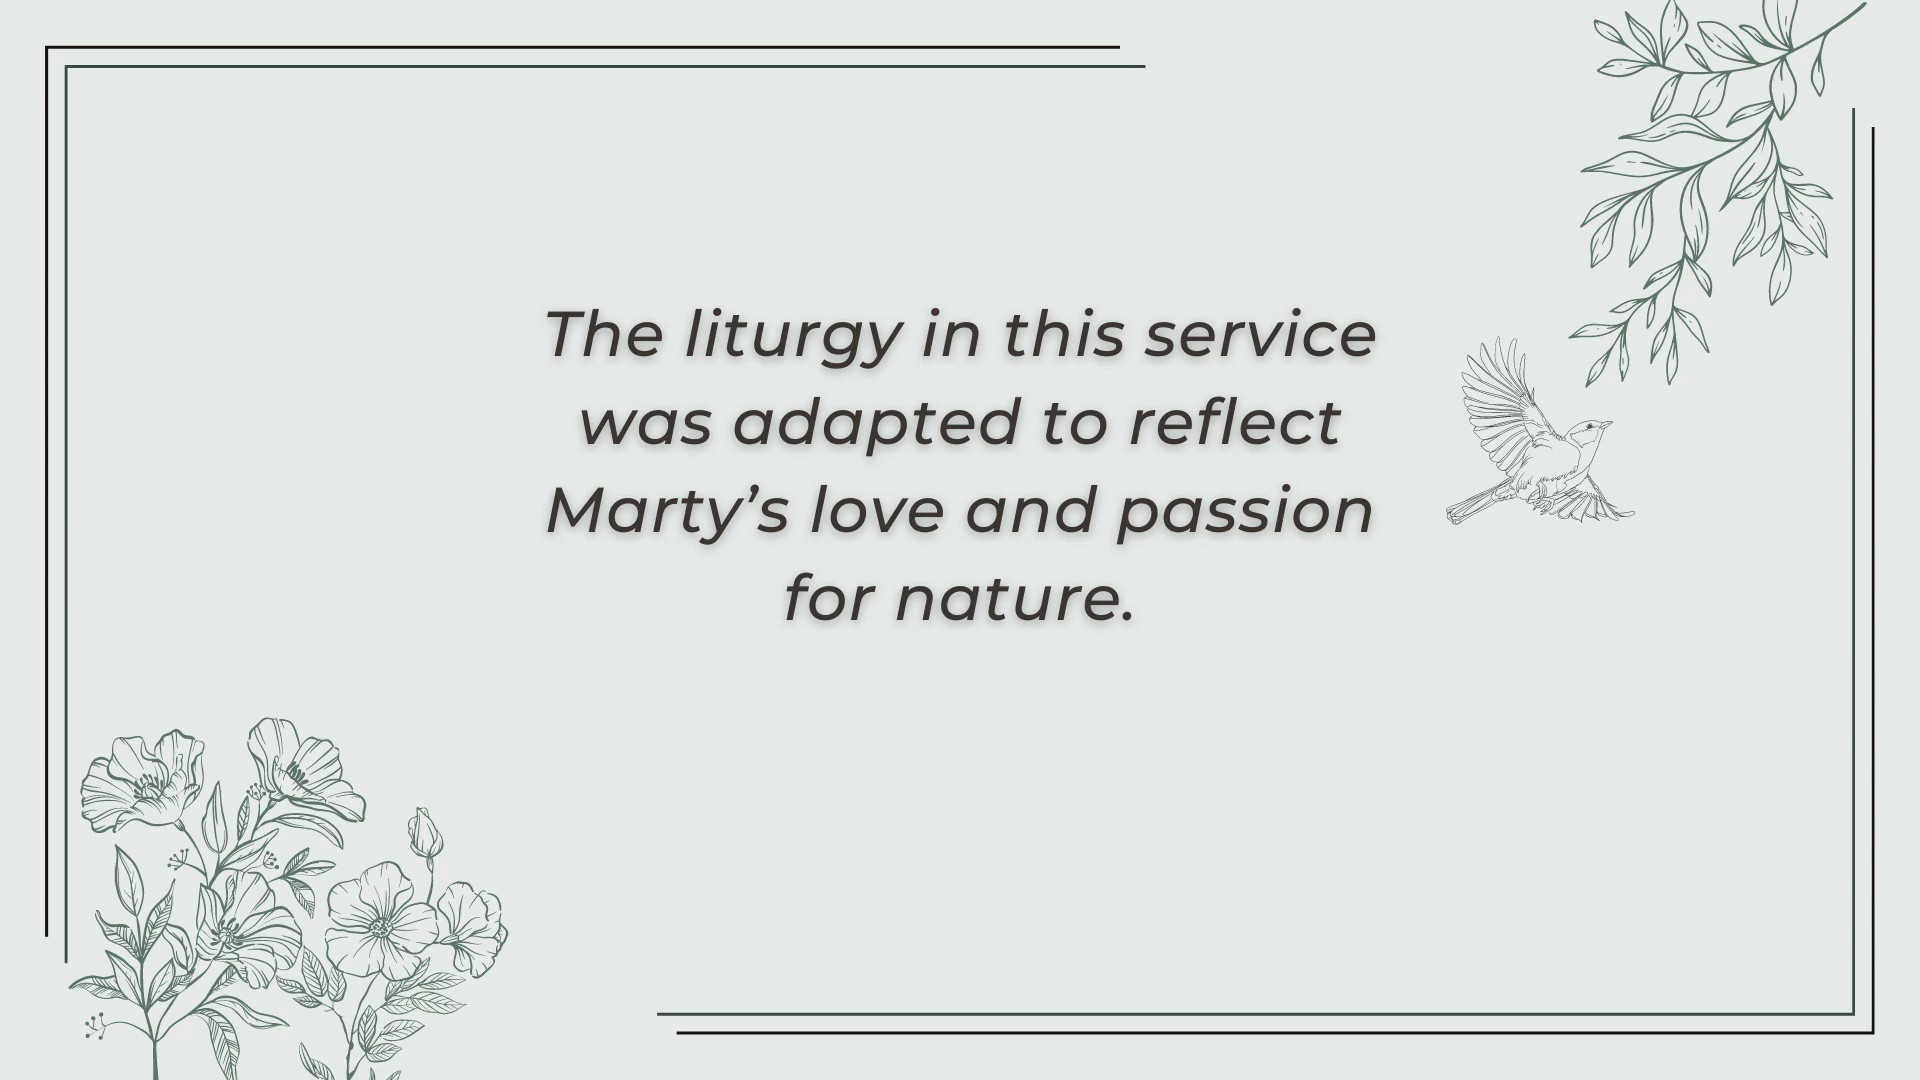 The liturgy in this service
was adapted to reflect
Marty’s love and passion
for nature.